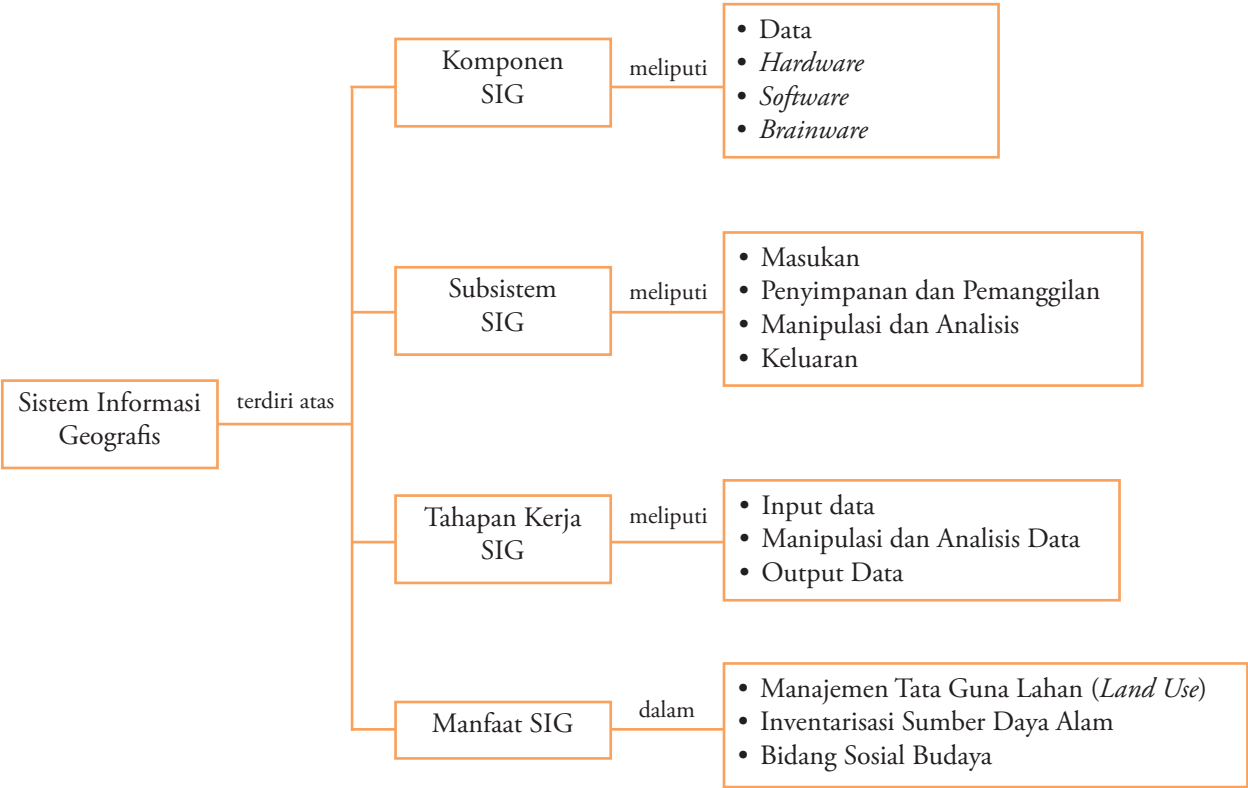 Sistem Informasi
Geografis
terdiri atas
Komponen
SIG
meliputi
• Data
• Hardware
• Software
• Brainware
Subsistem
SIG
meliputi
• Masukan
• Penyimpanan dan Pemanggilan
• Manipulasi dan Analisis
• Keluaran
Tahapan Kerja
SIG
meliputi
• Input data
• Manipulasi dan Analisis Data
• Output Data
Manfaat SIG
dalam
• Manajemen Tata Guna Lahan (Land Use)
• Inventarisasi Sumber Daya Alam
• Bidang Sosial Budaya